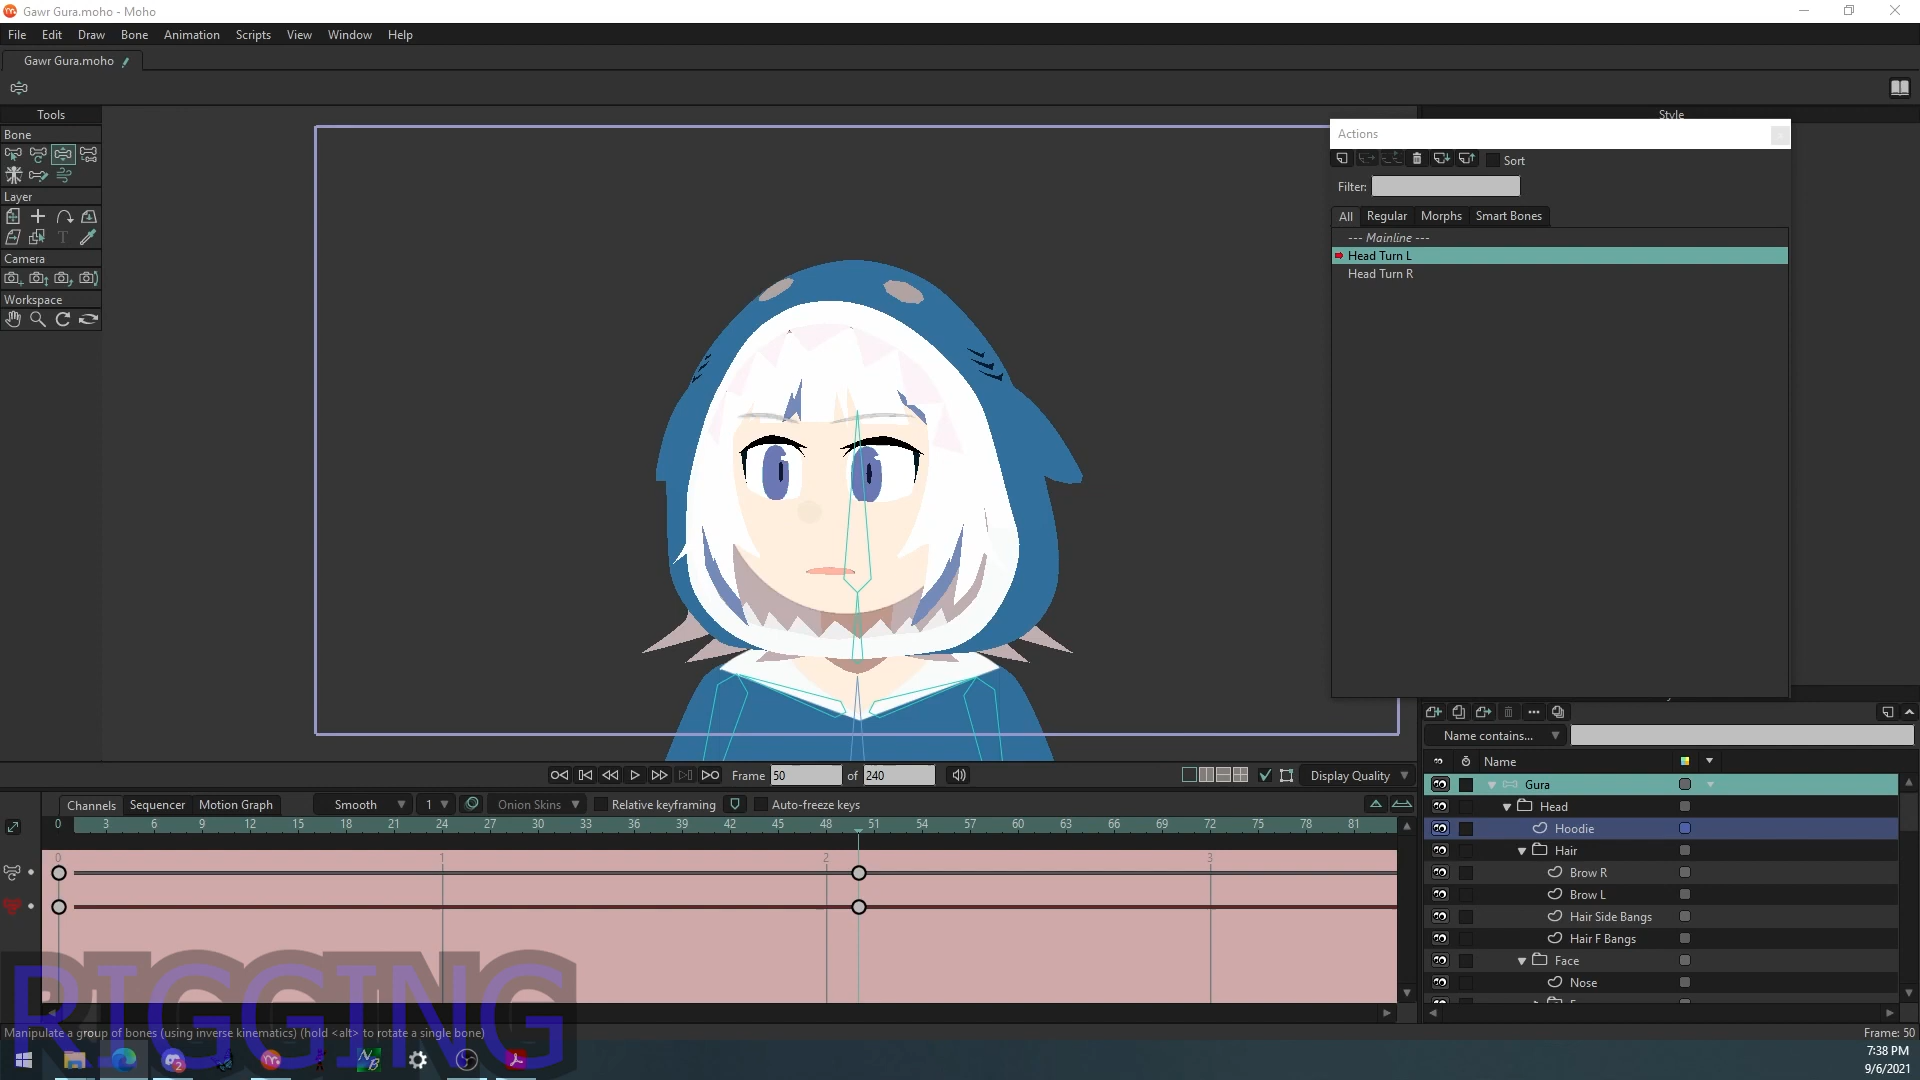 Gawr Gura.moho - Moho
File Edit Draw Bone Animation Scripts View Window Help
Gawr Gura.moho
Tools
Bone
Layer
Camera
Workspace
Style
Actions
Sort
Filter:
All Regular Morphs Smart Bones
--- Mainline ---
Head Turn L
Head Turn R
Name contains...
Name
Gura
Head
Hoodie
Hair
Brow R
Brow L
Hair Side Bangs
Hair F Bangs
Face
Nose
Frame 50 of 240
Display Quality
Channels Sequencer Motion Graph Smooth 1 Onion Skins Relative keyframing Auto-freeze keys
0 3 6 9 12 15 18 21 24 27 30 33 36 39 42 45 48 51 54 57 60 63 66 69 72 75 78 81
0 1 2 3
RIGGING
Manipulate a group of bones (using inverse kinematics) (hold <alt> to rotate a single bone)
Frame: 50
7:38 PM
9/6/2021